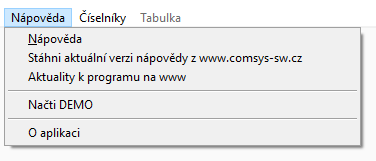 Nápověda Číselníky Tabulka
Nápověda
Stáhni aktuální verzi nápovědy z www.comsys-sw.cz
Aktuality k programu na www
Načti DEMO
O aplikaci